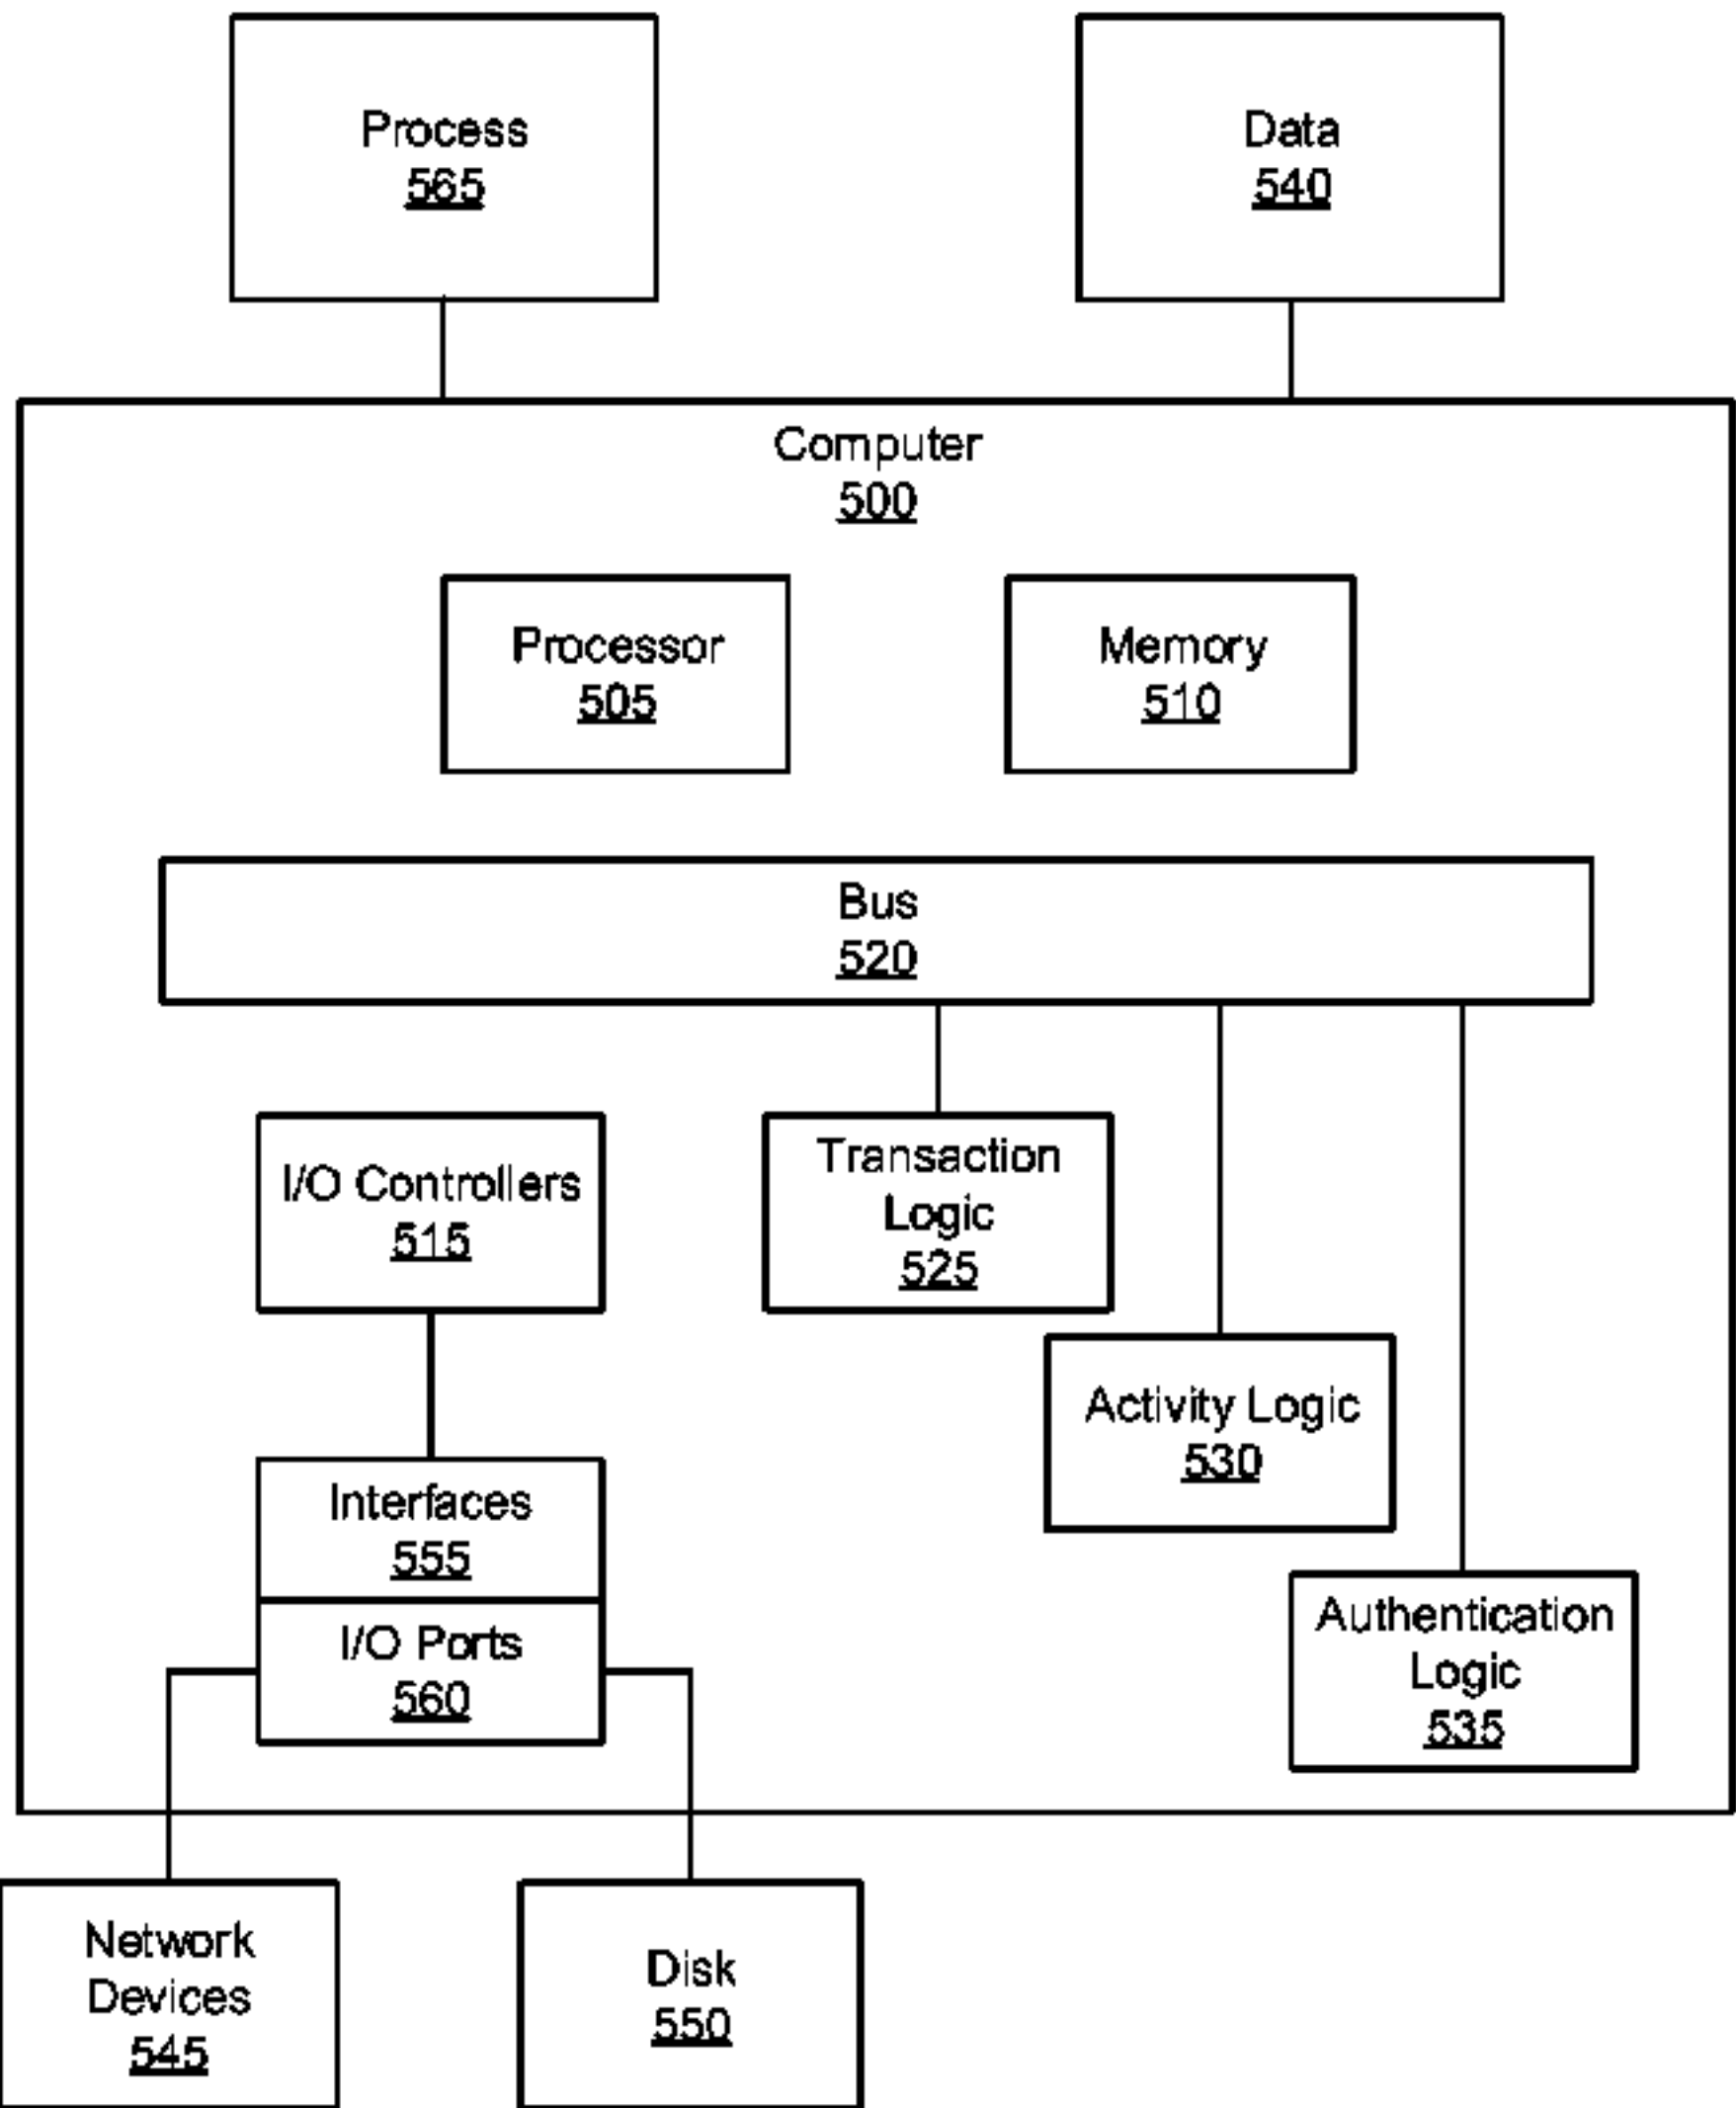 Process
565
Data
540
Computer
500
Processor
505
Memory
510
Bus
520
I/O Controllers
515
Transaction
Logic
525
Activity Logic
530
Interfaces
555
I/O Ports
560
Authentication
Logic
535
Network
Devices
545
Disk
550